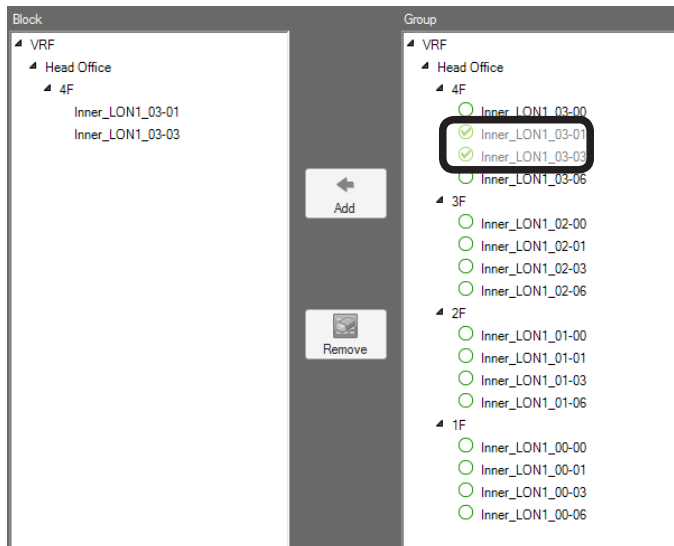 Block
VRF
Head Office
4F
Inner_LON1_03-01
Inner_LON1_03-03
Add
Remove
Group
VRF
Head Office
4F
Inner_LON1_03-00
Inner_LON1_03-01
Inner_LON1_03-03
Inner_LON1_03-06
3F
Inner_LON1_02-00
Inner_LON1_02-01
Inner_LON1_02-03
Inner_LON1_02-06
2F
Inner_LON1_01-00
Inner_LON1_01-01
Inner_LON1_01-03
Inner_LON1_01-06
1F
Inner_LON1_00-00
Inner_LON1_00-01
Inner_LON1_00-03
Inner_LON1_00-06